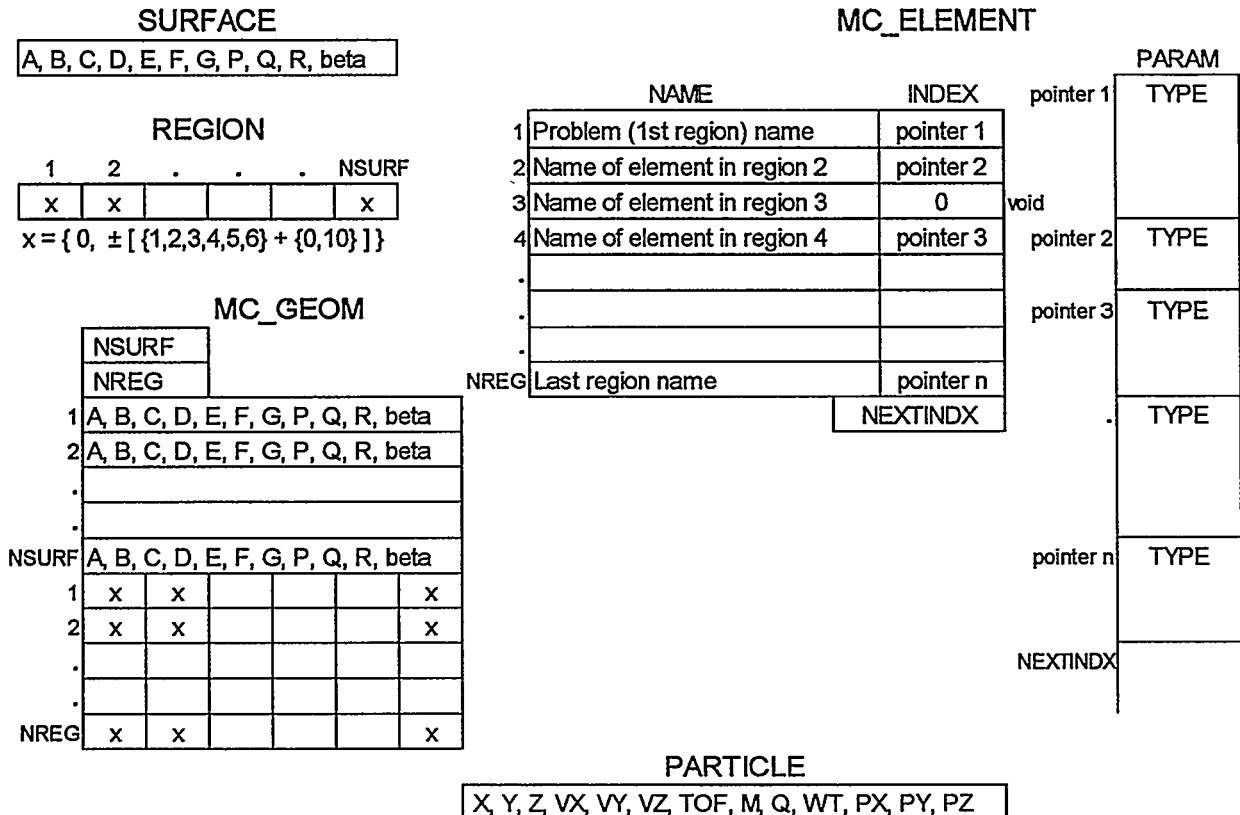 SURFACE
A, B, C, D, E, F, G, P, Q, R, beta
REGION
1 2 . . . NSURF
x x x
x = { 0, ± [ {1,2,3,4,5,6} + {0,10} ] }
MC_GEOM
NSURF
NREG
1 A, B, C, D, E, F, G, P, Q, R, beta
2 A, B, C, D, E, F, G, P, Q, R, beta
.
.
NSURF A, B, C, D, E, F, G, P, Q, R, beta
1 x x x
2 x x x
.
.
NREG x x x
MC_ELEMENT
NAME INDEX
1 Problem (1st region) name pointer 1
2 Name of element in region 2 pointer 2
3 Name of element in region 3 0 void
4 Name of element in region 4 pointer 3
.
.
.
NREG Last region name pointer n
NEXTINDX
PARAM
pointer 1 TYPE
pointer 2 TYPE
pointer 3 TYPE
. TYPE
pointer n TYPE
NEXTINDX
PARTICLE
X, Y, Z, VX, VY, VZ, TOF, M, Q, WT, PX, PY, PZ